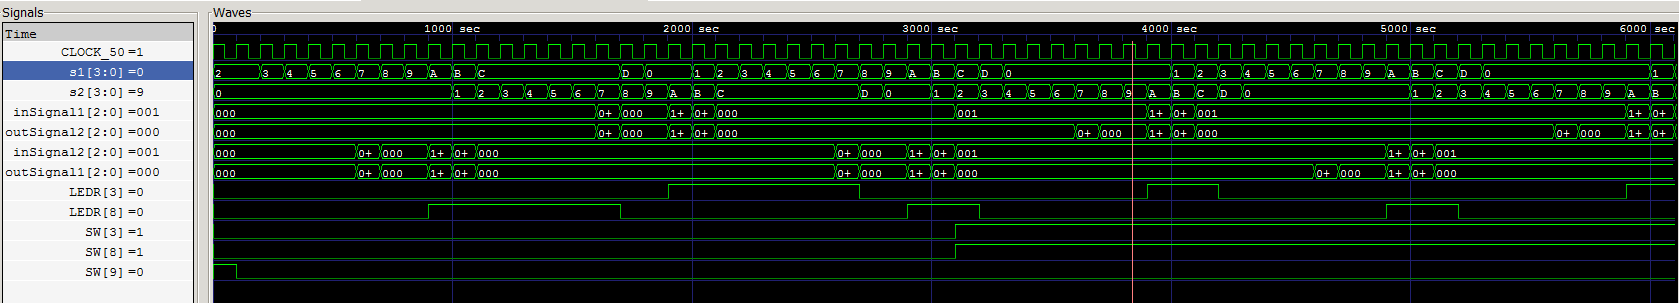 Signals Waves
Time 0 1000 sec 2000 sec 3000 sec 4000 sec 5000 sec 6000 sec
CLOCK_50 =1
s1[3:0] =0 2 3 4 5 6 7 8 9 A B C D 0 1 2 3 4 5 6 7 8 9 A B C D 0 1 2 3 4 5 6 7 8 9 A B C D 0 1
s2[3:0] =9 0 1 2 3 4 5 6 7 8 9 A B C D 0 1 2 3 4 5 6 7 8 9 A B C D 0 1 2 3 4 5 6 7 8 9 A B
inSignal1[2:0] =001 000 0+ 000 1+ 0+ 000 001 1+ 0+ 001 1+ 0+
outSignal2[2:0] =000 000 0+ 000 1+ 0+ 000 0+ 000 1+ 0+ 000 0+ 000 1+ 0+
inSignal2[2:0] =001 000 0+ 000 1+ 0+ 000 0+ 000 1+ 0+ 001 1+ 0+ 001
outSignal1[2:0] =000 000 0+ 000 1+ 0+ 000 0+ 000 1+ 0+ 000 0+ 000 1+ 0+ 000
LEDR[3] =0
LEDR[8] =0
SW[3] =1
SW[8] =1
SW[9] =0